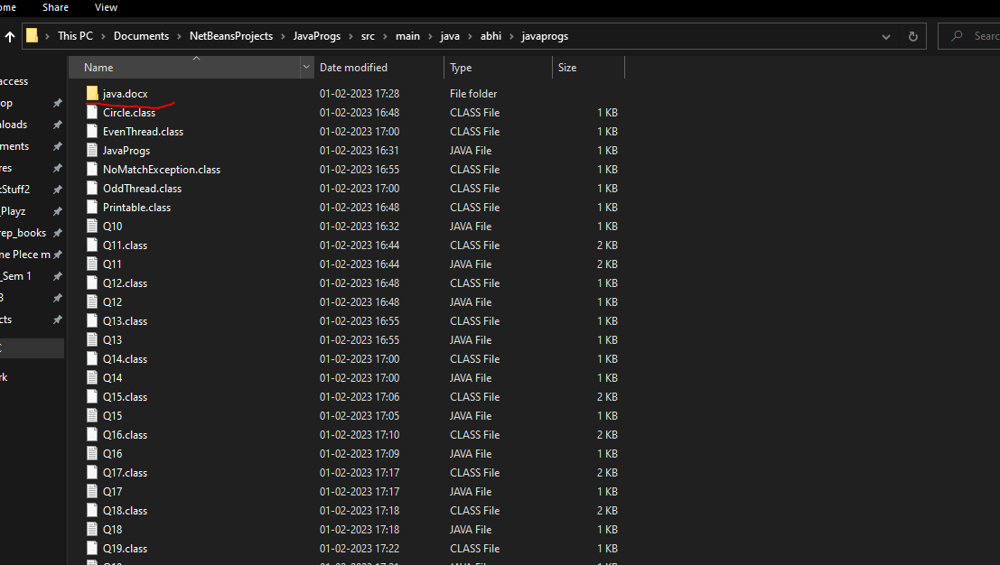 ome Share View
This PC > Documents > NetBeansProjects > JavaProgs > src > main > java > abhi > javaprogs
Searc
Name Date modified Type Size
java.docx 01-02-2023 17:28 File folder
Circle.class 01-02-2023 16:48 CLASS File 1 KB
EvenThread.class 01-02-2023 17:00 CLASS File 1 KB
JavaProgs 01-02-2023 16:31 JAVA File 1 KB
NoMatchException.class 01-02-2023 16:55 CLASS File 1 KB
OddThread.class 01-02-2023 17:00 CLASS File 1 KB
Printable.class 01-02-2023 16:48 CLASS File 1 KB
Q10 01-02-2023 16:32 JAVA File 1 KB
Q11.class 01-02-2023 16:44 CLASS File 2 KB
Q11 01-02-2023 16:44 JAVA File 2 KB
Q12.class 01-02-2023 16:48 CLASS File 1 KB
Q12 01-02-2023 16:48 JAVA File 1 KB
Q13.class 01-02-2023 16:55 CLASS File 1 KB
Q13 01-02-2023 16:55 JAVA File 1 KB
Q14.class 01-02-2023 17:00 CLASS File 1 KB
Q14 01-02-2023 17:00 JAVA File 1 KB
Q15.class 01-02-2023 17:06 CLASS File 2 KB
Q15 01-02-2023 17:05 JAVA File 1 KB
Q16.class 01-02-2023 17:10 CLASS File 2 KB
Q16 01-02-2023 17:09 JAVA File 1 KB
Q17.class 01-02-2023 17:17 CLASS File 2 KB
Q17 01-02-2023 17:17 JAVA File 1 KB
Q18.class 01-02-2023 17:18 CLASS File 2 KB
Q18 01-02-2023 17:18 JAVA File 1 KB
Q19.class 01-02-2023 17:22 CLASS File 1 KB
access
op
nloads
ments
res
Stuff2
_Playz
rep_books
ne Plece m
_Sem 1
3
cts
rk